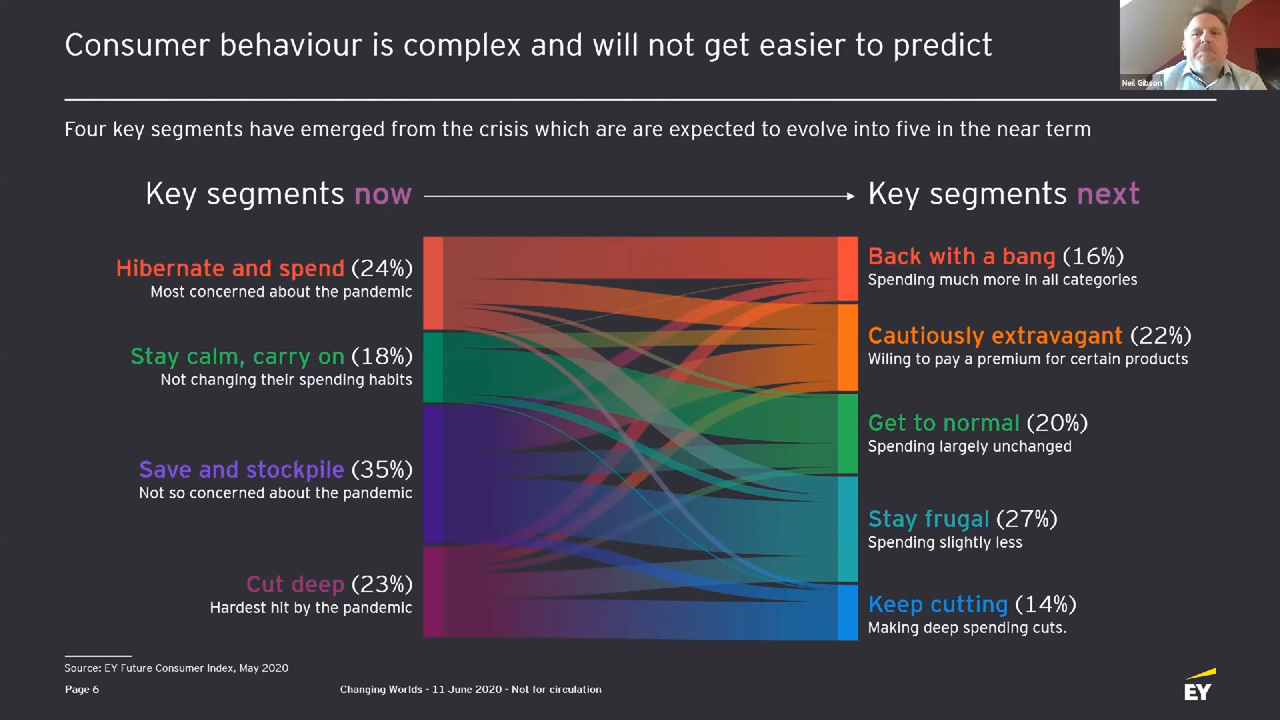 Consumer behaviour is complex and will not get easier to predict
Neil Gibson
Four key segments have emerged from the crisis which are are expected to evolve into five in the near term
Key segments now
Key segments next
Hibernate and spend (24%)
Most concerned about the pandemic
Stay calm, carry on (18%)
Not changing their spending habits
Save and stockpile (35%)
Not so concerned about the pandemic
Cut deep (23%)
Hardest hit by the pandemic
Back with a bang (16%)
Spending much more in all categories
Cautiously extravagant (22%)
Wiling to pay a premium for certain products
Get to normal (20%)
Spending largely unchanged
Stay frugal (27%)
Spending slightly less
Keep cutting (14%)
Making deep spending cuts.
Source: EY Future Consumer Index, May 2020
Page 6
Changing Worlds - 11 June 2020 - Not for circulation
EY